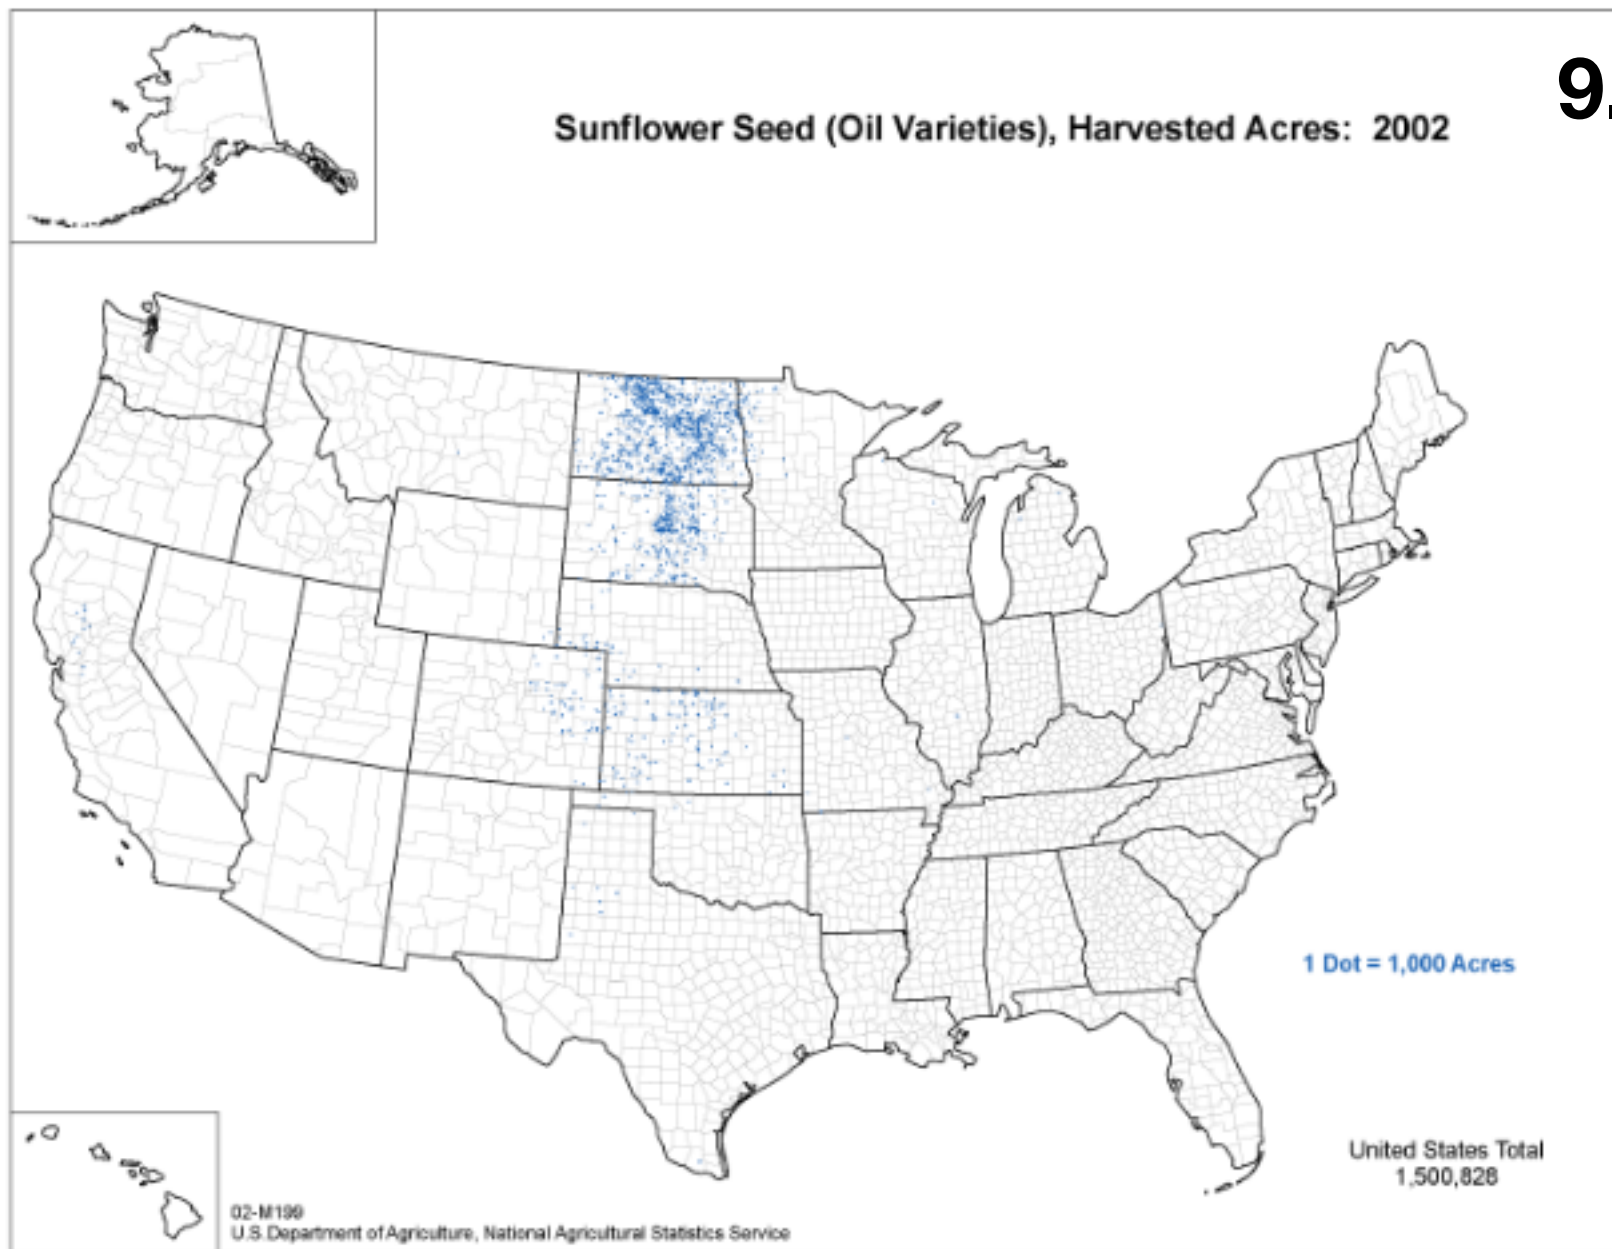 9.
Sunflower Seed (Oil Varieties), Harvested Acres: 2002
1 Dot = 1,000 Acres
United States Total
1,500,828
02-M199
U.S.Department of Agriculture, National Agricultural Statistics Service